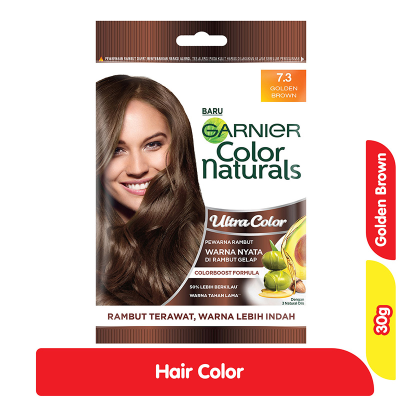 7.3
GOLDEN
BROWN
BARU
GARNIER
Color
Naturals
Ultra Color
PEWARNA RAMBUT
WARNA NYATA
DI RAMBUT GELAP
COLORBOOST FORMULA
50% LEBIH BERKILAU
WARNA TAHAN LAMA
Dengan
3 Natural Oils
RAMBUT TERAWAT, WARNA LEBIH INDAH
Golden Brown
30g
Hair Color